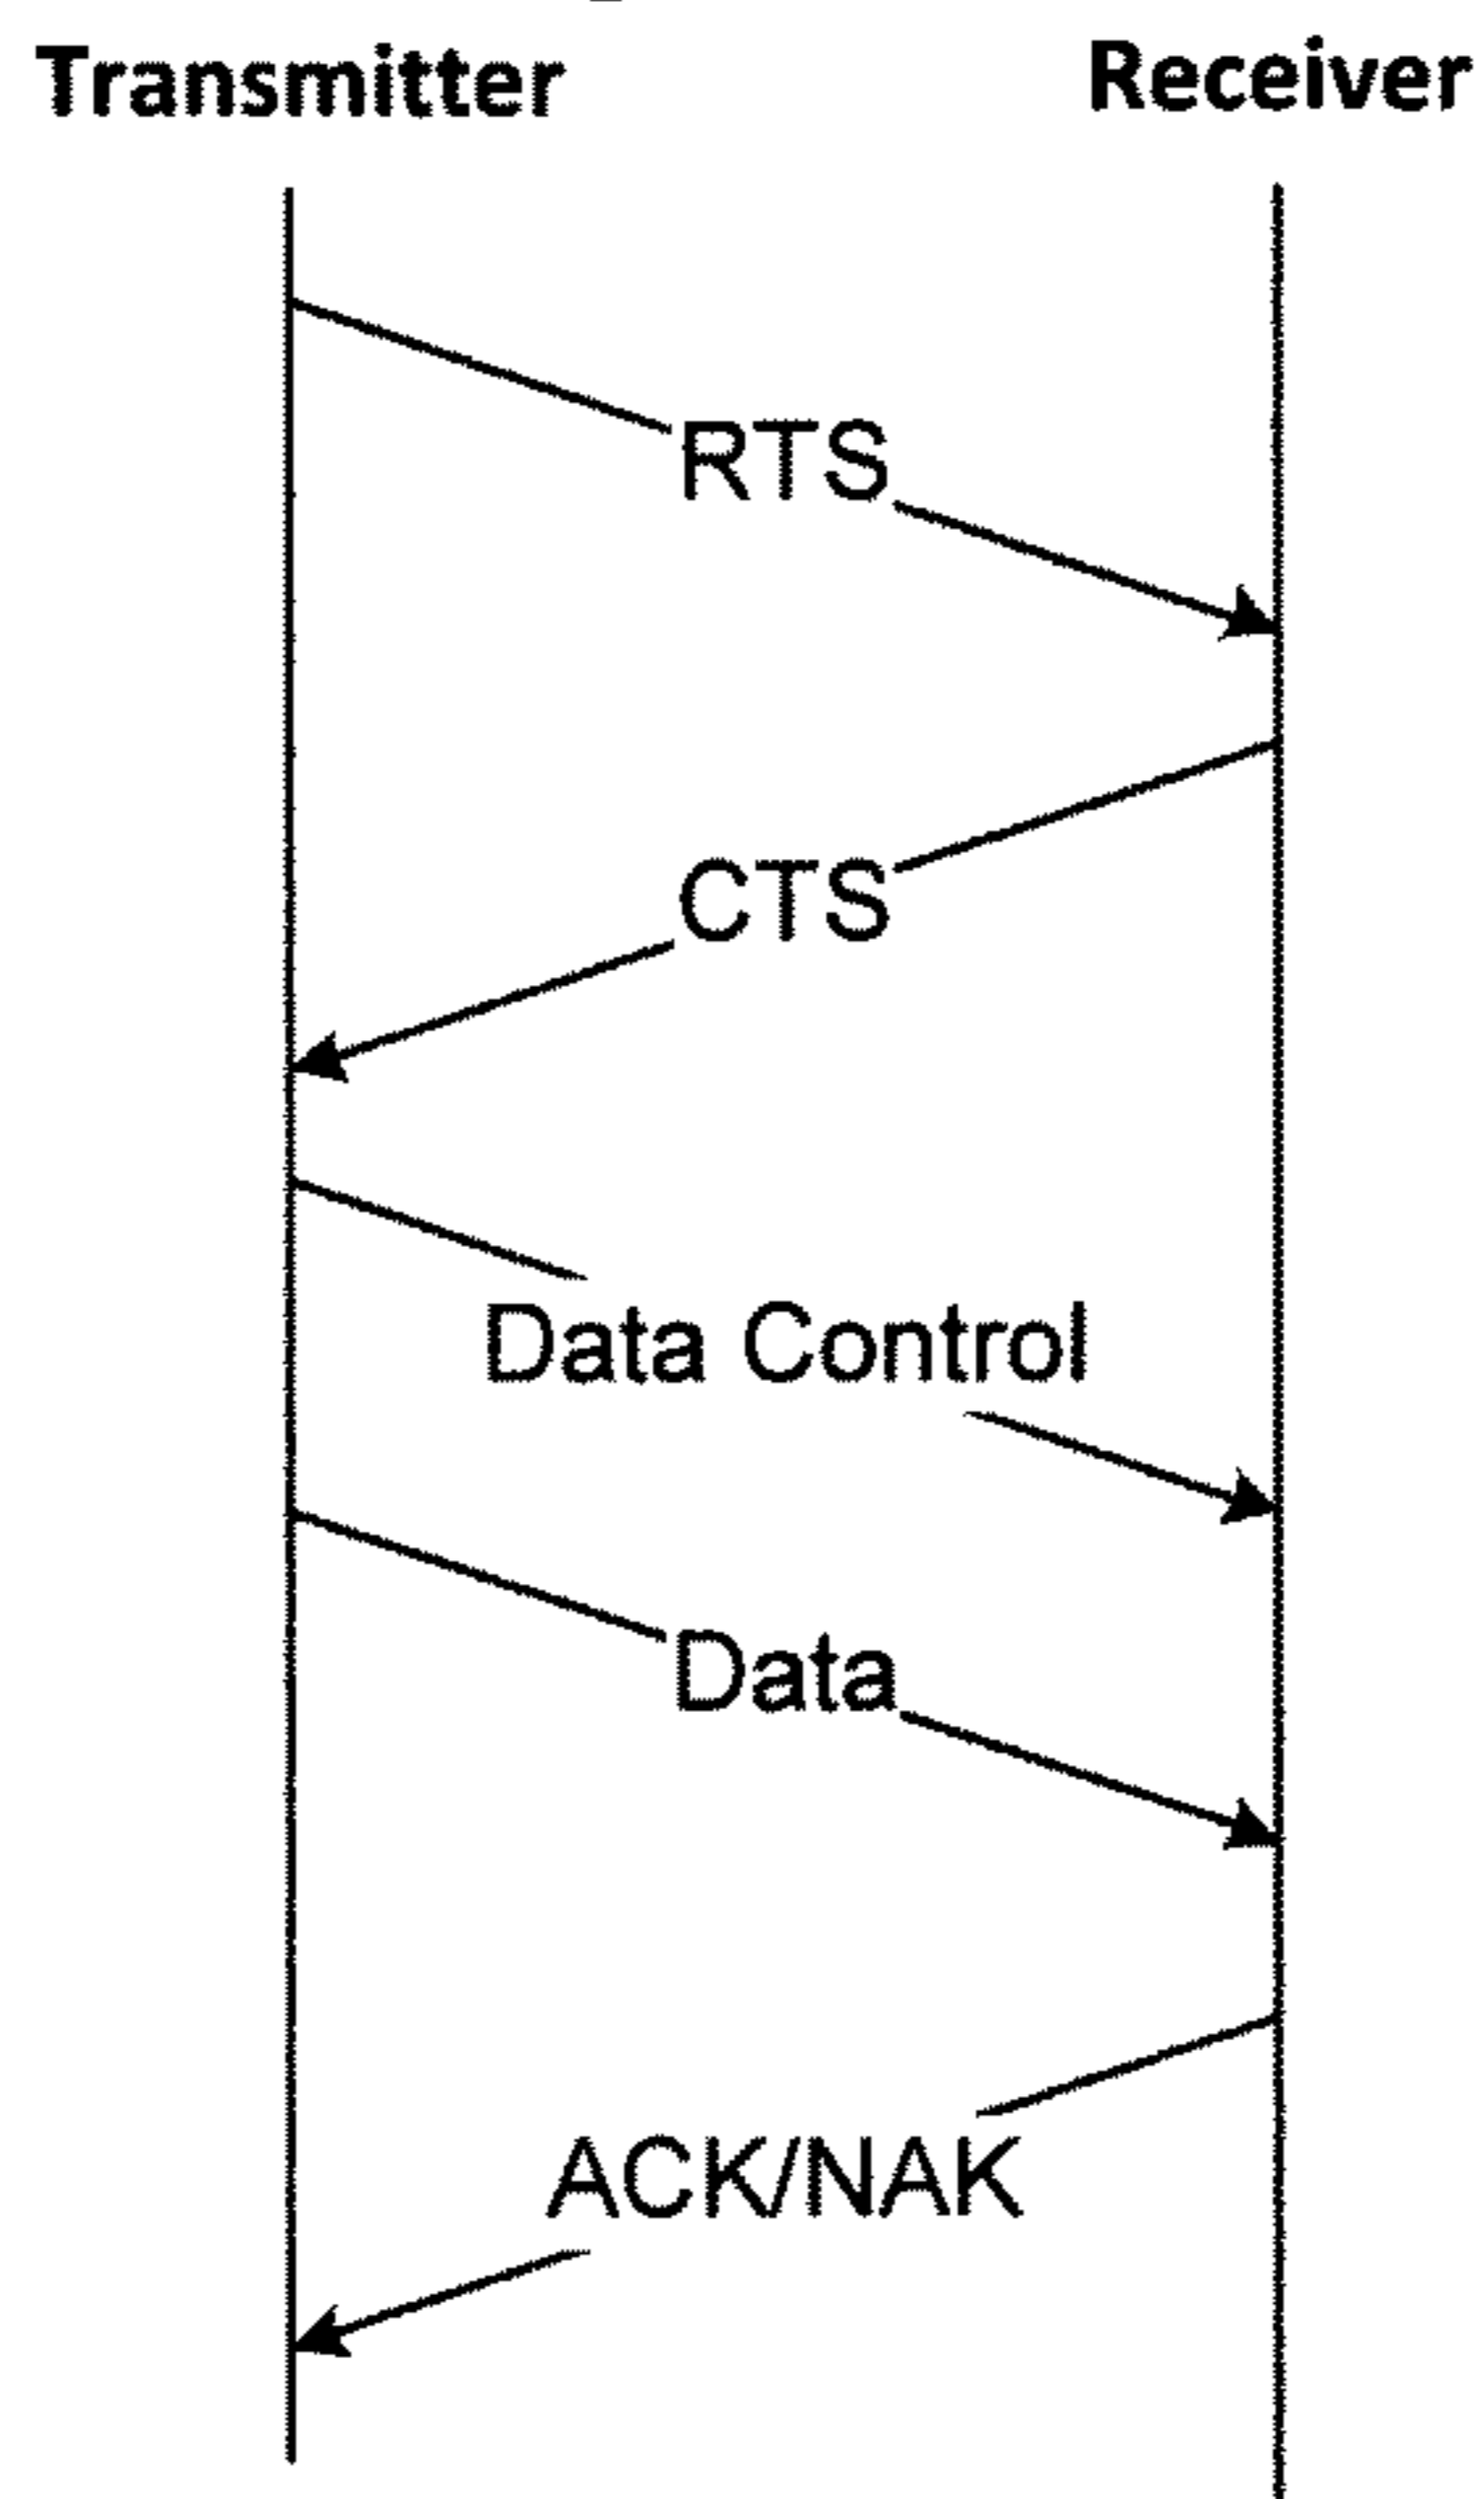 Transmitter Receiver
RTS
CTS
Data Control
Data
ACK/NAK